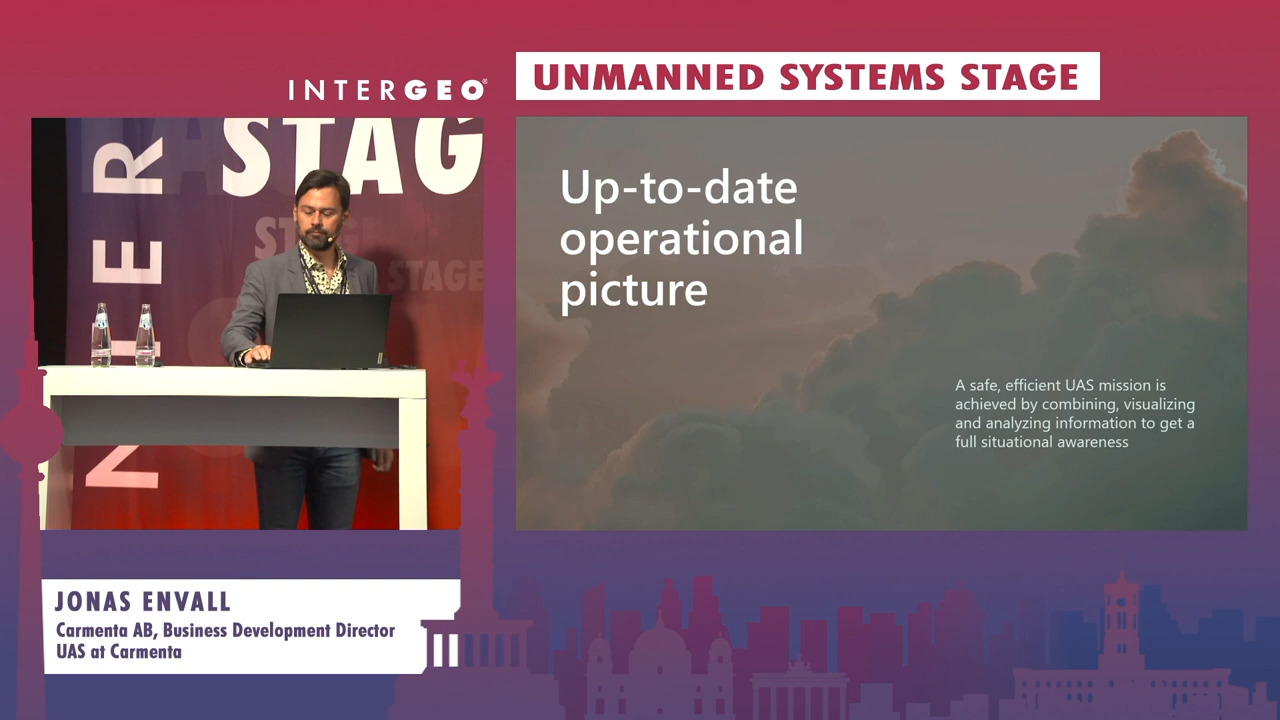 INTERGEO®
UNMANNED SYSTEMS STAGE
STAG
STAG
STAGE
INTER
Up-to-date
operational
picture
A safe, efficient UAS mission is
achieved by combining, visualizing
and analyzing information to get a
full situational awareness
JONAS ENVALL
Carmenta AB, Business Development Director
UAS at Carmenta